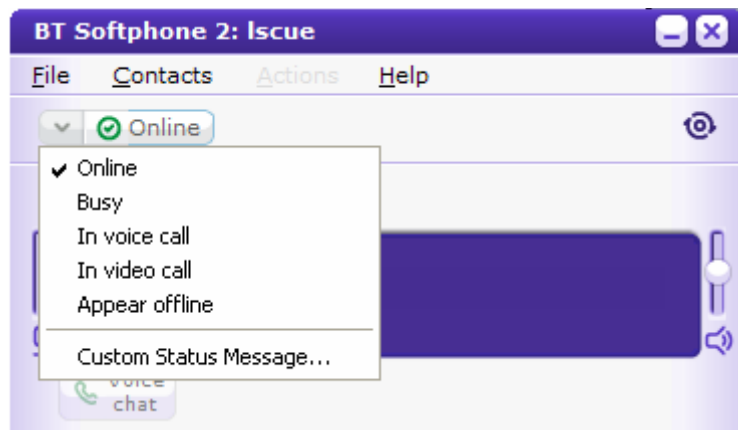 BT Softphone 2: lscue
File Contacts Actions Help
Online
Online
Busy
In voice call
In video call
Appear offline
Custom Status Message...
voice
chat